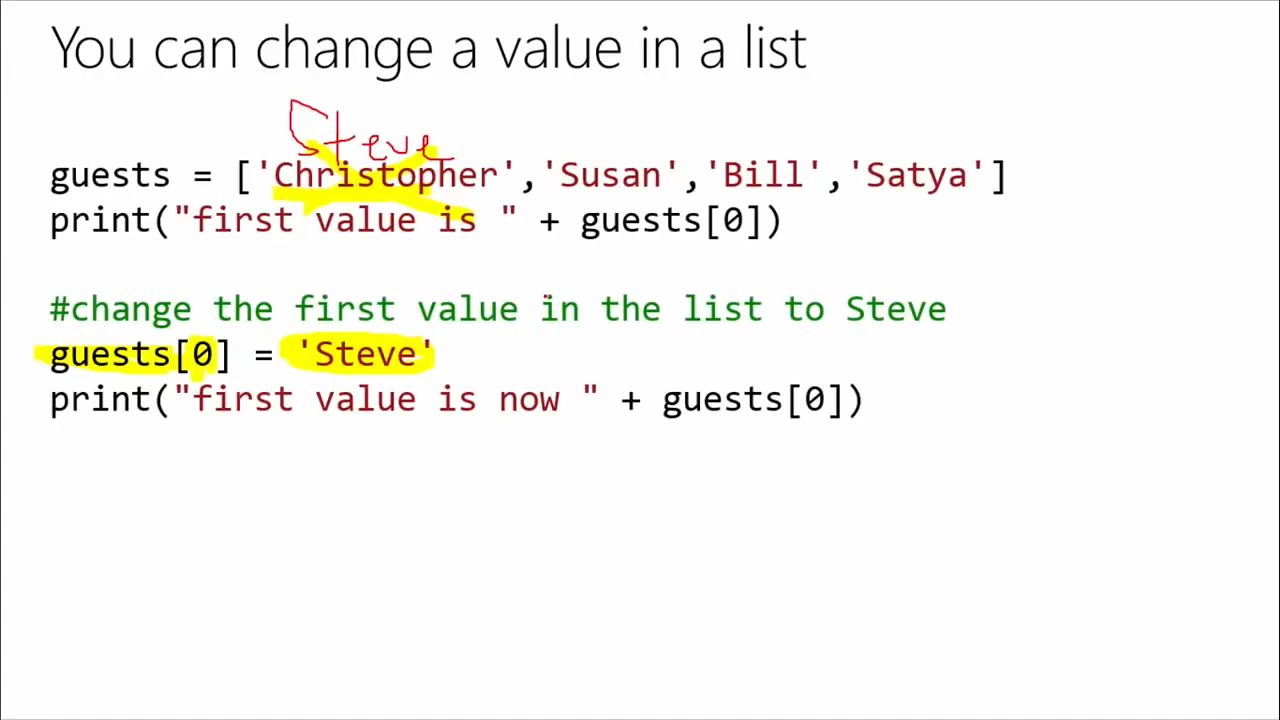 You can change a value in a list
Steve
guests = ['Christopher','Susan','Bill','Satya']
print("first value is " + guests[0])
#change the first value in the list to Steve
guests[0] = 'Steve'
print("first value is now " + guests[0])